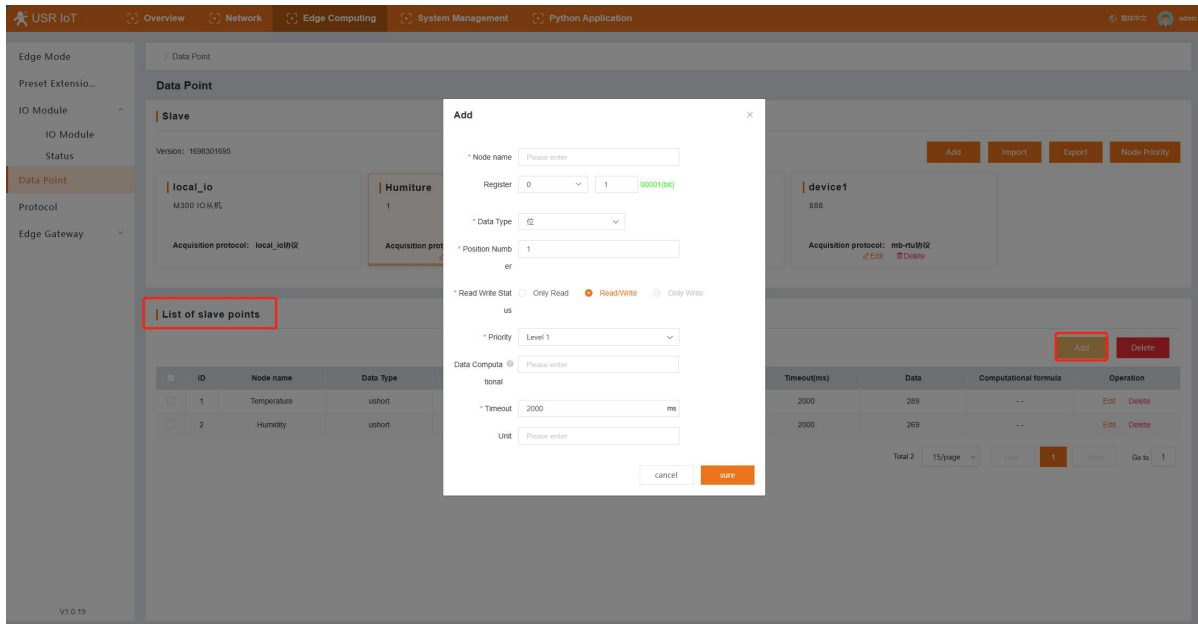 USR IoT
Overview
Network
Edge Computing
System Management
Python Application
简体中文
admin
Edge Mode
Preset Extensio...
IO Module
IO Module
Status
Data Point
Protocol
Edge Gateway
V1.0.19
Data Point
Data Point
Slave
Version: 1698301695
Add
Import
Export
Node Priority
local_io
M300 IO从机
Acquisition protocol: local_io协议
Humiture
1
Acquisition prot
device1
888
Acquisition protocol: mb-rtu协议
Edit Delete
List of slave points
Add
Delete
ID Node name Data Type Timeout(ms) Data Computational formula Operation
1 Temperature ushort 2000 289 - - Edit Delete
2 Humidity ushort 2000 269 - - Edit Delete
Total 2 15/page 1 Go to 1
Add
* Node name Please enter
Register 0 1 00001(bit)
* Data Type 位
* Position Numb 1
er
* Read Write Stat Only Read Read/Write Only Write
us
* Priority Level 1
Data Computa Please enter
tional
* Timeout 2000 ms
Unit Please enter
cancel
sure